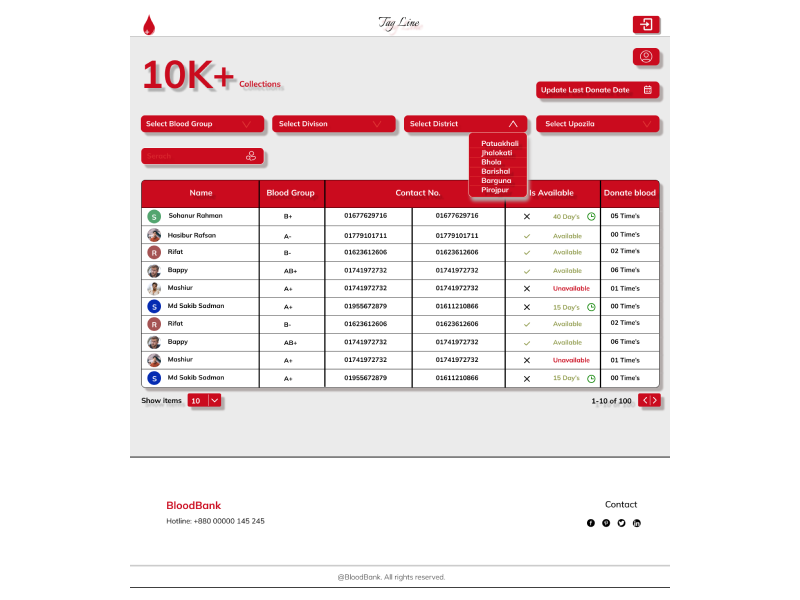 Tag Line
10K+ Collections
Update Last Donate Date
Select Blood Group
Select Divison
Select District
Select Upazila
Patuakhali
Jhalokati
Bhola
Barishal
Barguna
Pirojpur
Search
Name Blood Group Contact No. Is Available Donate blood
S Sohanur Rahman B+ 01677629716 01677629716 40 Day's 05 Time's
Hasibur Rafsan A- 01779101711 01779101711 Available 00 Time's
R Rifat B- 01623612606 01623612606 Available 02 Time's
Bappy AB+ 01741972732 01741972732 Available 06 Time's
Mashiur A+ 01741972732 01741972732 Unavailable 01 Time's
S Md Sakib Sadman A+ 01955672879 01611210866 15 Day's 00 Time's
R Rifat B- 01623612606 01623612606 Available 02 Time's
Bappy AB+ 01741972732 01741972732 Available 06 Time's
Mashiur A+ 01741972732 01741972732 Unavailable 01 Time's
S Md Sakib Sadman A+ 01955672879 01611210866 15 Day's 00 Time's
Show items 10
1-10 of 100
BloodBank
Hotline: +880 00000 145 245
Contact
@BloodBank. All rights reserved.